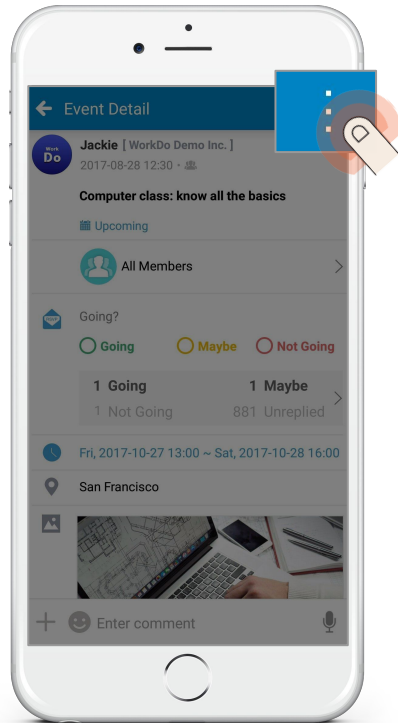 Event Detail
Work
Do
Jackie [ WorkDo Demo Inc. ]
2017-08-28 12:30 ·
Computer class: know all the basics
Upcoming
All Members
Going?
Going Maybe Not Going
1 Going 1 Maybe
1 Not Going 881 Unreplied
Fri, 2017-10-27 13:00 ~ Sat, 2017-10-28 16:00
San Francisco
Enter comment